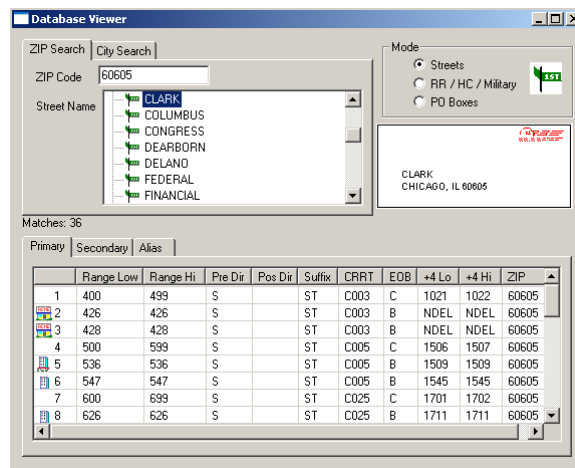 Database Viewer
ZIP Search
City Search
ZIP Code
60605
Street Name
CLARK
COLUMBUS
CONGRESS
DEARBORN
DELANO
FEDERAL
FINANCIAL
Mode
Streets
RR / HC / Military
PO Boxes
1ST
CLARK
CHICAGO, IL 60605
Matches: 36
Primary
Secondary
Alias
Range Low Range Hi Pre Dir Pos Dir Suffix CRRT EOB +4 Lo +4 Hi ZIP
1 400 499 S ST C003 C 1021 1022 60605
2 426 426 S ST C003 B NDEL NDEL 60605
3 428 428 S ST C003 B NDEL NDEL 60605
4 500 599 S ST C005 C 1506 1507 60605
5 536 536 S ST C005 B 1509 1509 60605
6 547 547 S ST C005 B 1545 1545 60605
7 600 699 S ST C025 C 1701 1702 60605
8 626 626 S ST C025 B 1711 1711 60605